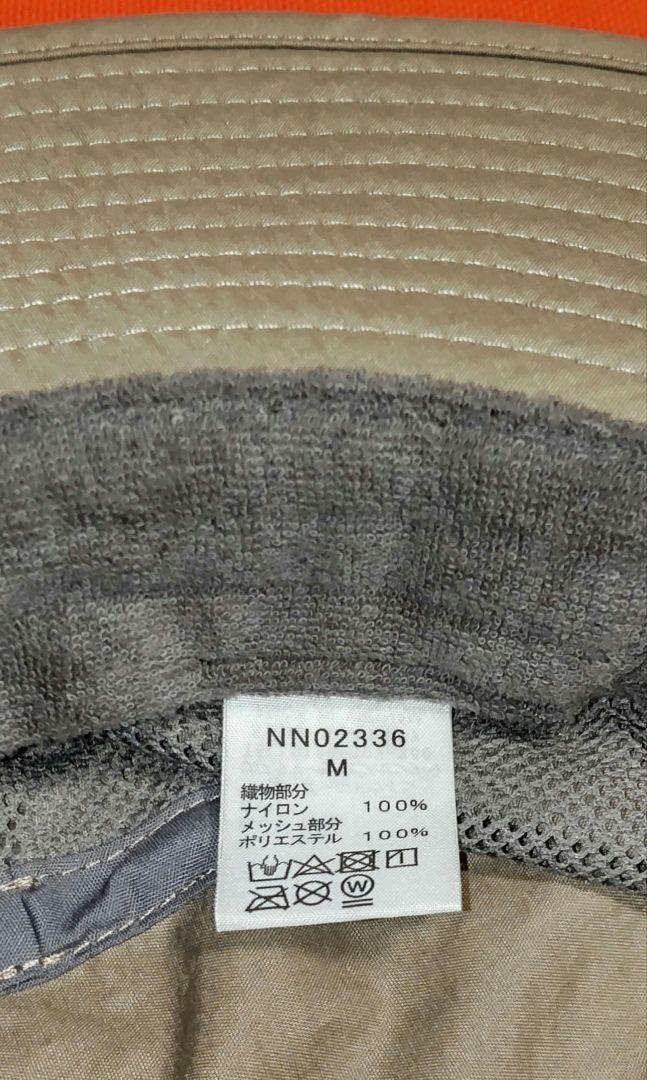 NN02336
M
織物部分
ナイロン 100%
メッシュ部分
ポリエステル 100%
W